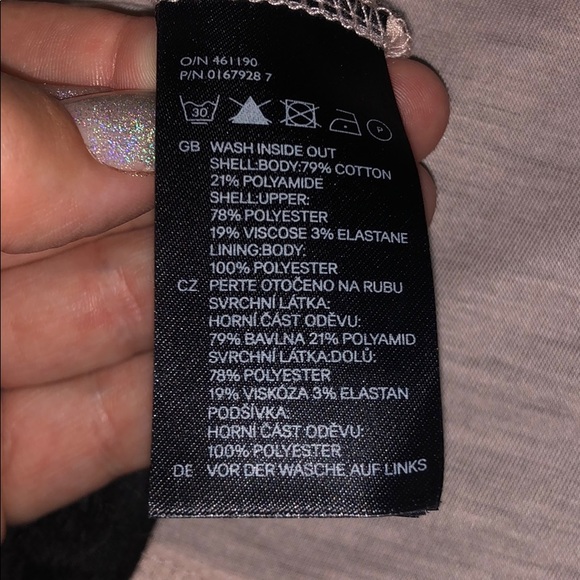 O/N 461190
P/N 0167928 7
30
P
GB WASH INSIDE OUT
SHELL:BODY:79% COTTON
21% POLYAMIDE
SHELL:UPPER:
78% POLYESTER
19% VISCOSE 3% ELASTANE
LINING:BODY:
100% POLYESTER
CZ PERTE OTOČENO NA RUBU
SVRCHNÍ LÁTKA:
HORNÍ ČÁST ODĚVU:
79% BAVLNA 21% POLYAMID
SVRCHNÍ LÁTKA:DOLŮ:
78% POLYESTER
19% VISKÓZA 3% ELASTAN
PODŠÍVKA:
HORNÍ ČÁST ODĚVU:
100% POLYESTER
DE VOR DER WÄSCHE AUF LINKS